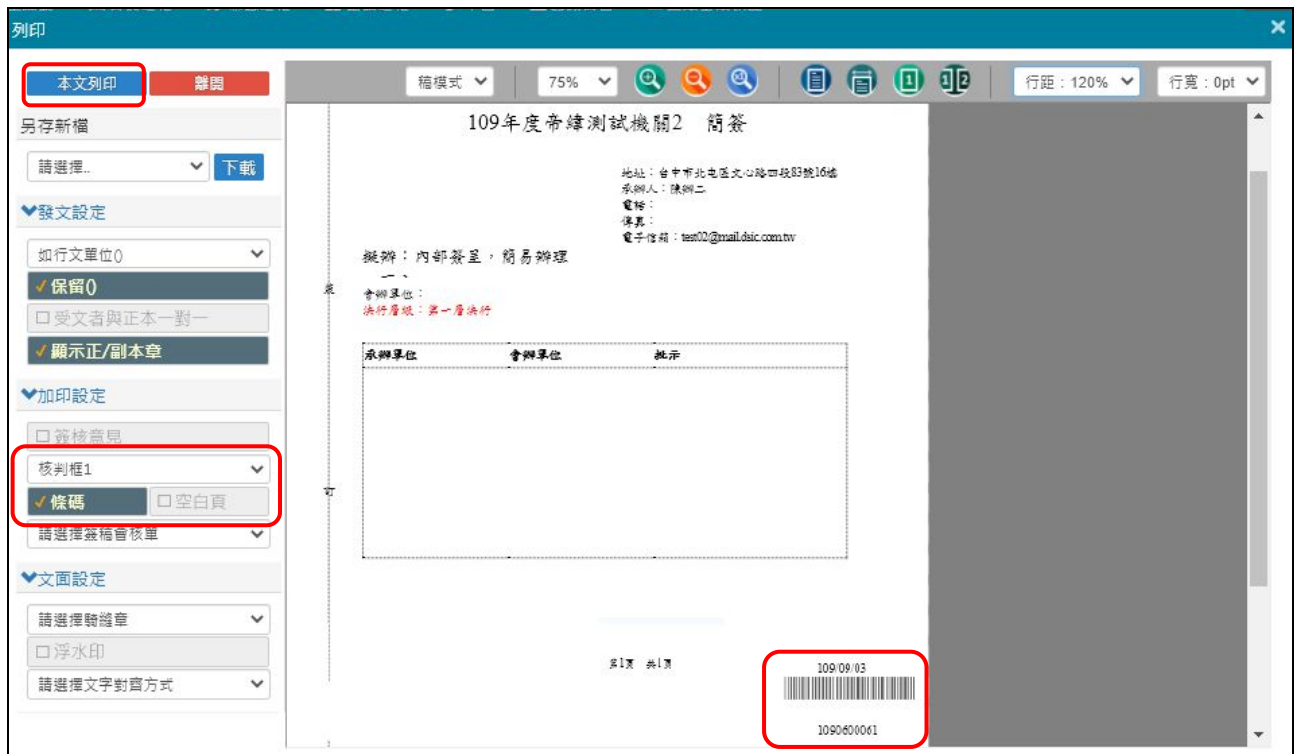 列印
本文列印 離開
另存新檔
請選擇.. 下載
發文設定
如行文單位()
保留()
受文者與正本一對一
顯示正/副本章
加印設定
簽核意見
核判框1
條碼 空白頁
請選擇簽稿會核單
文面設定
請選擇騎縫章
浮水印
請選擇文字對齊方式
稿模式 75% 1 1 2 行距：120% 行寬：0pt
109年度帝緯測試機關2 簡簽
地址：台中市北屯區文心路四段83號16樓
承辦人：陳辦二
電話：
傳真：
電子信箱：test02@mail.dsic.com.tw
擬辦：內部簽呈，簡易辦理
一、
裝
會辦單位：
決行層級：第一層決行
承辦單位 會辦單位 批示
訂
第1頁 共1頁
109/09/03
1090600061